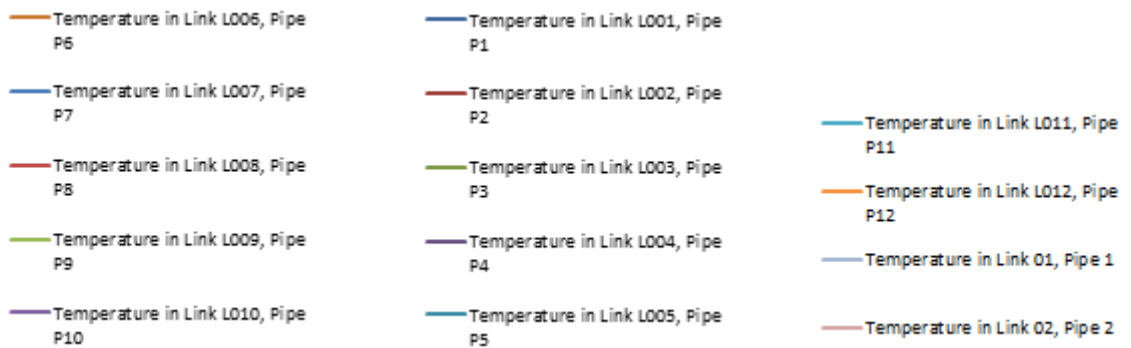 Temperature in Link L006, Pipe
P6
Temperature in Link L007, Pipe
P7
Temperature in Link L008, Pipe
P8
Temperature in Link L009, Pipe
P9
Temperature in Link L010, Pipe
P10
Temperature in Link L001, Pipe
P1
Temperature in Link L002, Pipe
P2
Temperature in Link L003, Pipe
P3
Temperature in Link L004, Pipe
P4
Temperature in Link L005, Pipe
P5
Temperature in Link L011, Pipe
P11
Temperature in Link L012, Pipe
P12
Temperature in Link 01, Pipe 1
Temperature in Link 02, Pipe 2